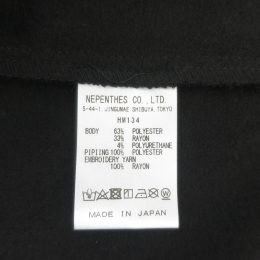 NEPENTHES CO., LTD.
5-44-1 JINGUMAE SHIBUYA, TOKYO
HM134
BODY 63% POLYESTER
33% RAYON
4% POLYURETHANE
PIPIING 100% POLYESTER
EMBROIDERY YARN
100% RAYON
MADE IN JAPAN